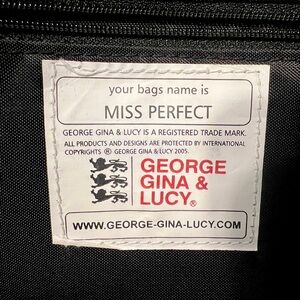 your bags name is
MISS PERFECT
GEORGE GINA & LUCY IS A REGISTERED TRADE MARK.
ALL PRODUCTS AND DESIGNS ARE PROTECTED BY INTERNATIONAL
COPYRIGHTS ® GEORGE GINA & LUCY 2005.
GEORGE
GINA &
LUCY®
WWW.GEORGE-GINA-LUCY.COM